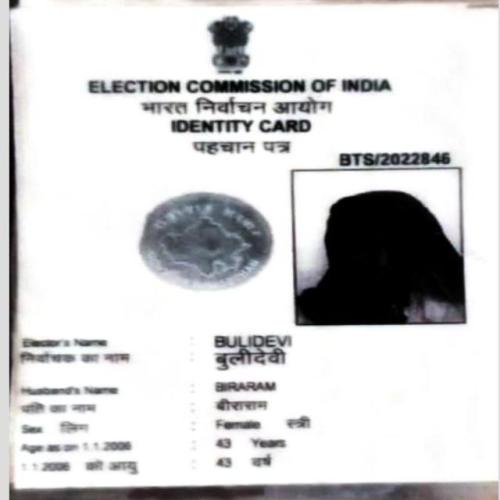 ELECTION COMMISSION OF INDIA
भारत निर्वाचन आयोग
IDENTITY CARD
पहचान पत्र
BTS/2022846
Elector's Name : BULIDEVI
निर्वाचक का नाम : बुलीदेवी
Husband's Name : BIRARAM
पति का नाम : बीराराम
Sex लिंग : Female स्त्री
Age as on 1.1.2006 : 43 Years
1.1.2006 को आयु : 43 वर्ष